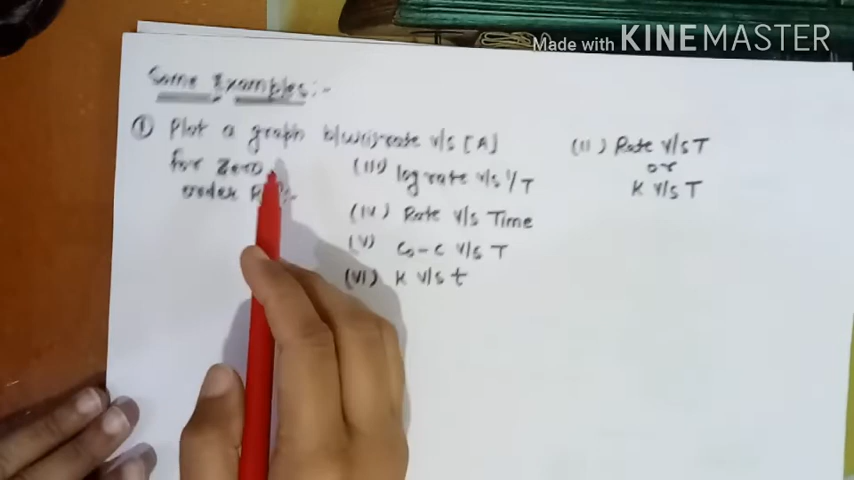 Made with KINEMASTER
Some Examples:-
① Plot a graph b/w (i) rate v/s [A]
for Zero
order
(II) Rate v/s T
or
K v/s T
(III) log rate v/s 1/T
(IV) Rate v/s Time
(V) C₀-C v/s T
(VI) K v/s t